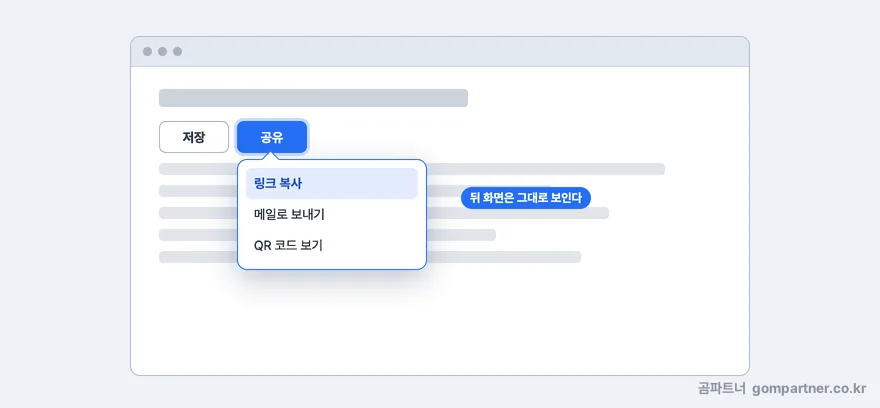 저장
공유
링크 복사
뒤 화면은 그대로 보인다
메일로 보내기
QR 코드 보기
곰파트너 gompartner.co.kr